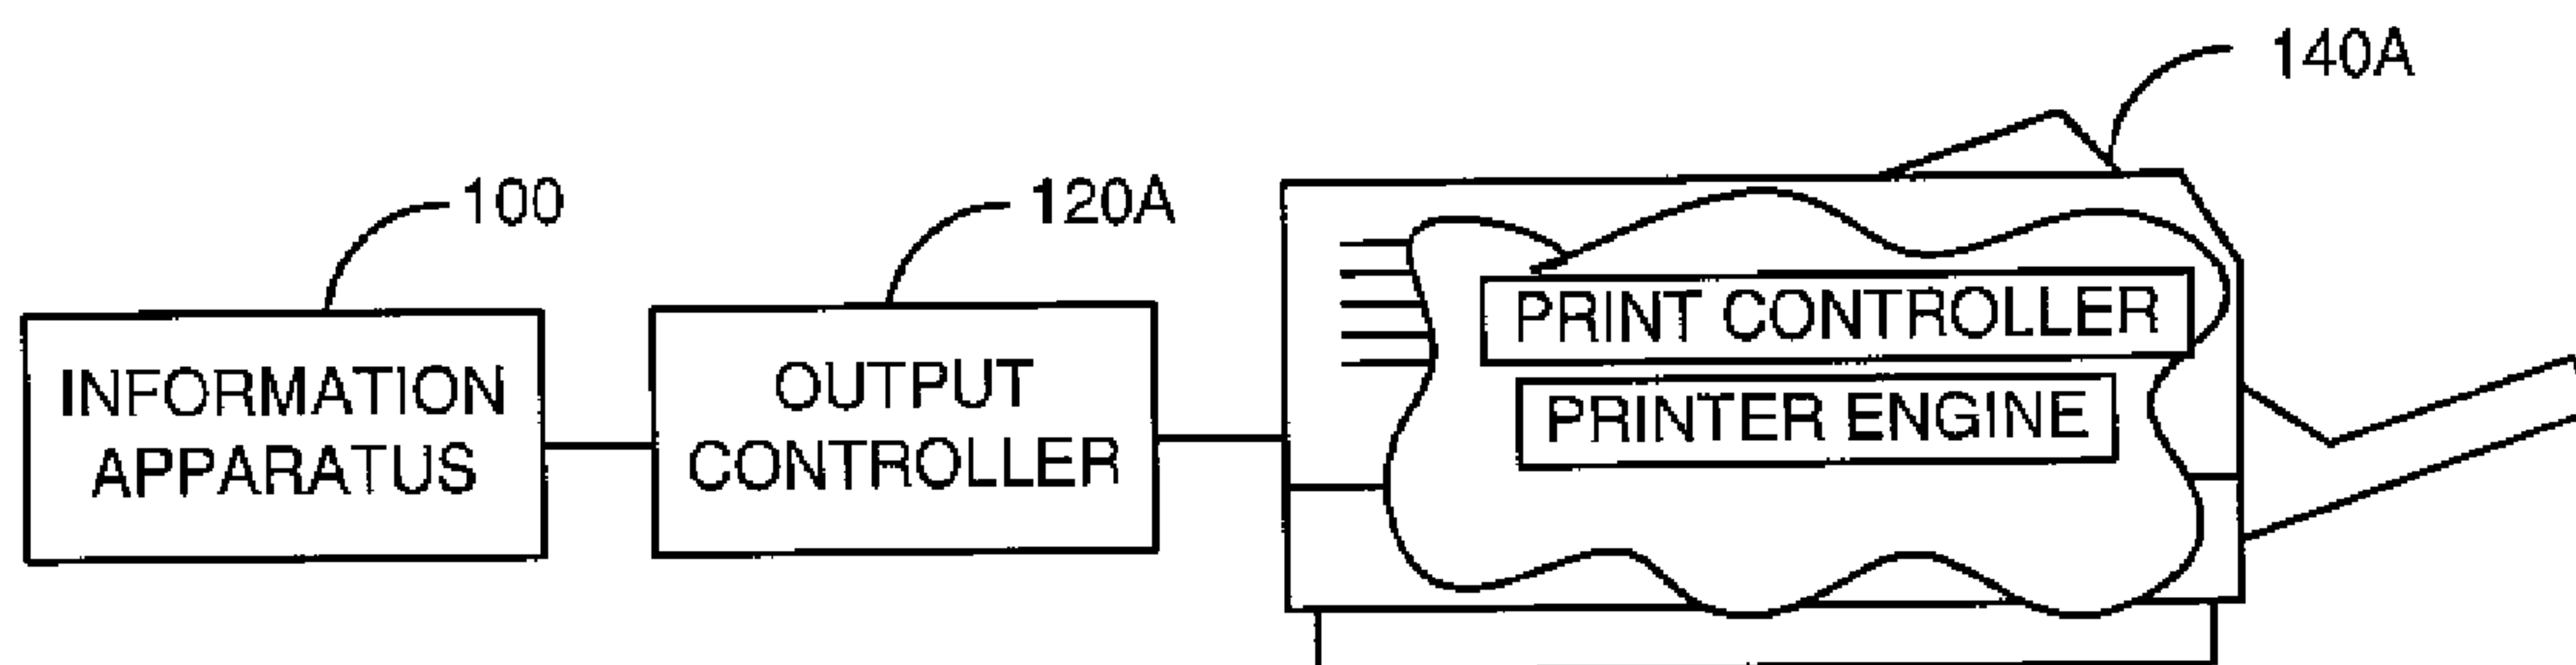 140A
100
120A
PRINT CONTROLLER
INFORMATION
APPARATUS
OUTPUT
CONTROLLER
PRINTER ENGINE